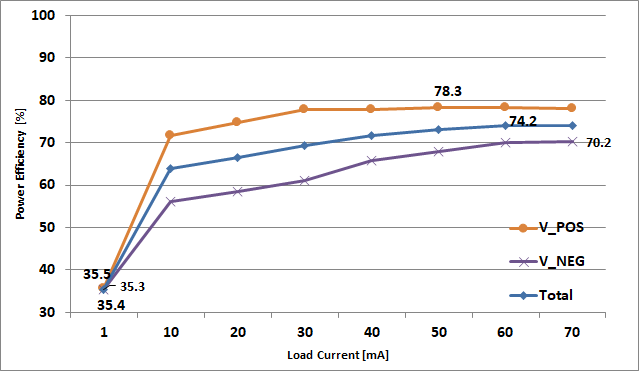 100
90
80
70
60
50
40
30
Power Efficiency [%]
78.3
74.2
70.2
35.5
35.3
35.4
V_POS
V_NEG
Total
1 10 20 30 40 50 60 70
Load Current [mA]